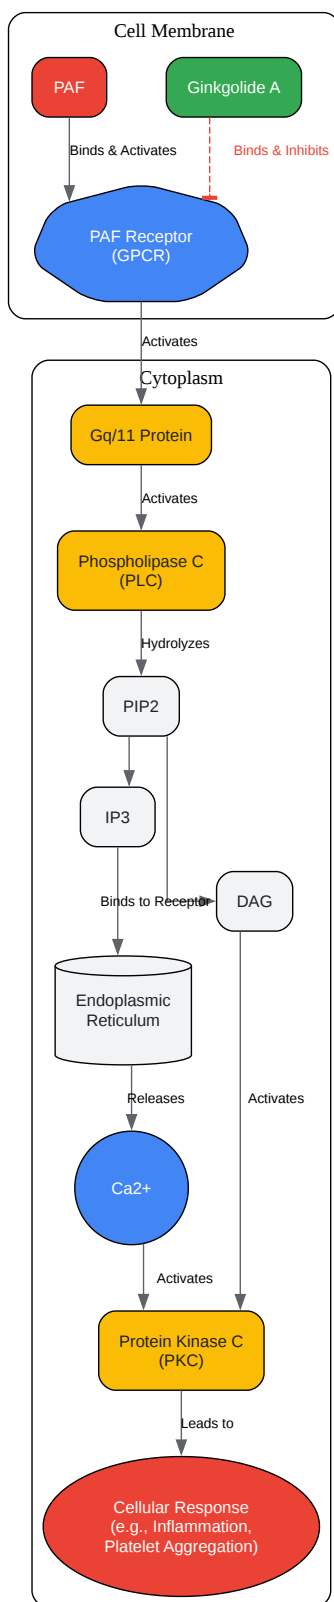 Cell Membrane
PAF
Ginkgolide A
Binds & Activates
Binds & Inhibits
PAF Receptor
(GPCR)
Activates
Cytoplasm
Gq/11 Protein
Activates
Phospholipase C
(PLC)
Hydrolyzes
PIP2
IP3
Binds to Receptor
DAG
Endoplasmic
Reticulum
Releases
Activates
Ca2+
Activates
Protein Kinase C
(PKC)
Leads to
Cellular Response
(e.g., Inflammation,
Platelet Aggregation)